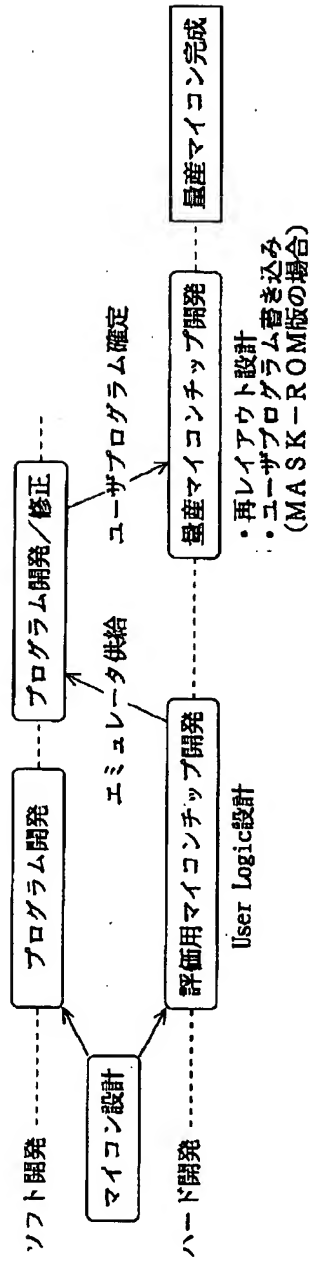 ソフト開発
プログラム開発
プログラム開発／修正
マイコン設計
エミュレータ供給
ユーザプログラム確定
ハード開発
評価用マイコンチップ開発
量産マイコンチップ開発
量産マイコン完成
User Logic設計
・再レイアウト設計
・ユーザプログラム書き込み
(MASK－ROM版の場合)